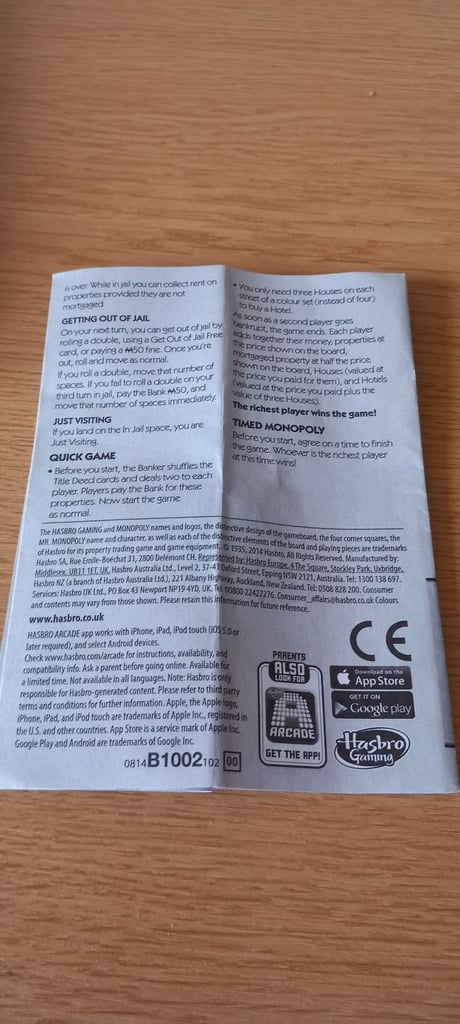 is over. While in jail you can collect rent on
properties provided they are not
mortgaged.
GETTING OUT OF JAIL
On your next turn, you can get out of jail by
rolling a double, using a Get Out Of Jail Free
card, or paying a ₩50 fine. Once you're
out, roll and move as normal.
If you roll a double, move that number of
spaces. If you fail to roll a double on your
third turn in jail, pay the Bank ₩50, and
move that number of spaces immediately.
JUST VISITING
If you land on the In Jail space, you are
Just Visiting.
QUICK GAME
• Before you start, the Banker shuffles the
Title Deed cards and deals two to each
player. Players pay the Bank for these
properties. Now start the game
as normal.
• You only need three Houses on each
street of a colour set (instead of four)
to buy a Hotel.
As soon as a second player goes
bankrupt, the game ends. Each player
adds together their money, properties at
the price shown on the board,
mortgaged property at half the price
shown on the board, Houses (valued at
the price you paid for them), and Hotels
(valued at the price you paid plus the
value of three Houses).
The richest player wins the game!
TIMED MONOPOLY
Before you start, agree on a time to finish
the game. Whoever is the richest player
at this time wins!
The HASBRO GAMING and MONOPOLY names and logos, the distinctive design of the gameboard, the four corner squares, the
MR. MONOPOLY name and character, as well as each of the distinctive elements of the board and playing pieces are trademarks
of Hasbro for its property trading game and game equipment. © 1935, 2014 Hasbro. All Rights Reserved. Manufactured by:
Hasbro SA, Rue Emile-Boéchat 31, 2800 Delémont CH. Represented by: Hasbro Europe, 4 The Square, Stockley Park, Uxbridge,
Middlesex, UB11 1ET. UK. Hasbro Australia Ltd., Level 2, 37-41 Oxford Street, Epping NSW 2121, Australia. Tel: 1300 138 697.
Hasbro NZ (a branch of Hasbro Australia Ltd.), 221 Albany Highway, Auckland, New Zealand. Tel: 0508 828 200. Consumer
Services: Hasbro UK Ltd., PO Box 43 Newport NP19 4YD, UK. Tel. 00800 22427276. Consumer_affairs@hasbro.co.uk Colours
and contents may vary from those shown. Please retain this information for future reference.
www.hasbro.co.uk
HASBRO ARCADE app works with iPhone, iPad, iPod touch (iOS 5.0 or
later required), and select Android devices.
Check www.hasbro.com/arcade for instructions, availability, and
compatibility info. Ask a parent before going online. Available for
a limited time. Not available in all languages. Note: Hasbro is only
responsible for Hasbro-generated content. Please refer to third party
terms and conditions for further information. Apple, the Apple logo,
iPhone, iPad, and iPod touch are trademarks of Apple Inc., registered in
the U.S. and other countries. App Store is a service mark of Apple Inc.
Google Play and Android are trademarks of Google Inc.
0814B1002102 00
PARENTS
ALSO
LOOK FOR
ARCADE
GET THE APP!
CE
Download on the
App Store
GET IT ON
Google play
Hasbro
Gaming